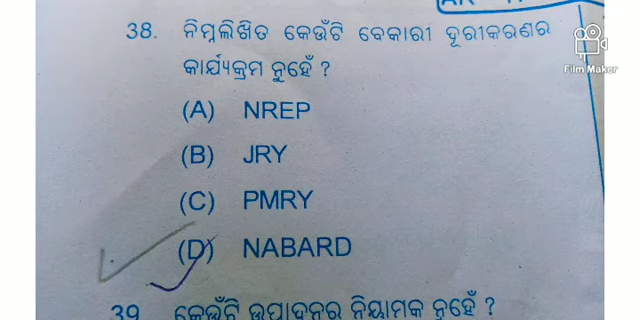 38. ନିମ୍ନଲିଖିତ କେଉଁଟି ବେକାରୀ ଦୂରୀକରଣର
କାର୍ଯ୍ୟକ୍ରମ ନୁହେଁ ?
(A) NREP
(B) JRY
(C) PMRY
(D) NABARD
39 କେଉଁଟି ଉତ୍ପାଦନର ନିୟାମକ ନୁହେଁ ?
Film Maker